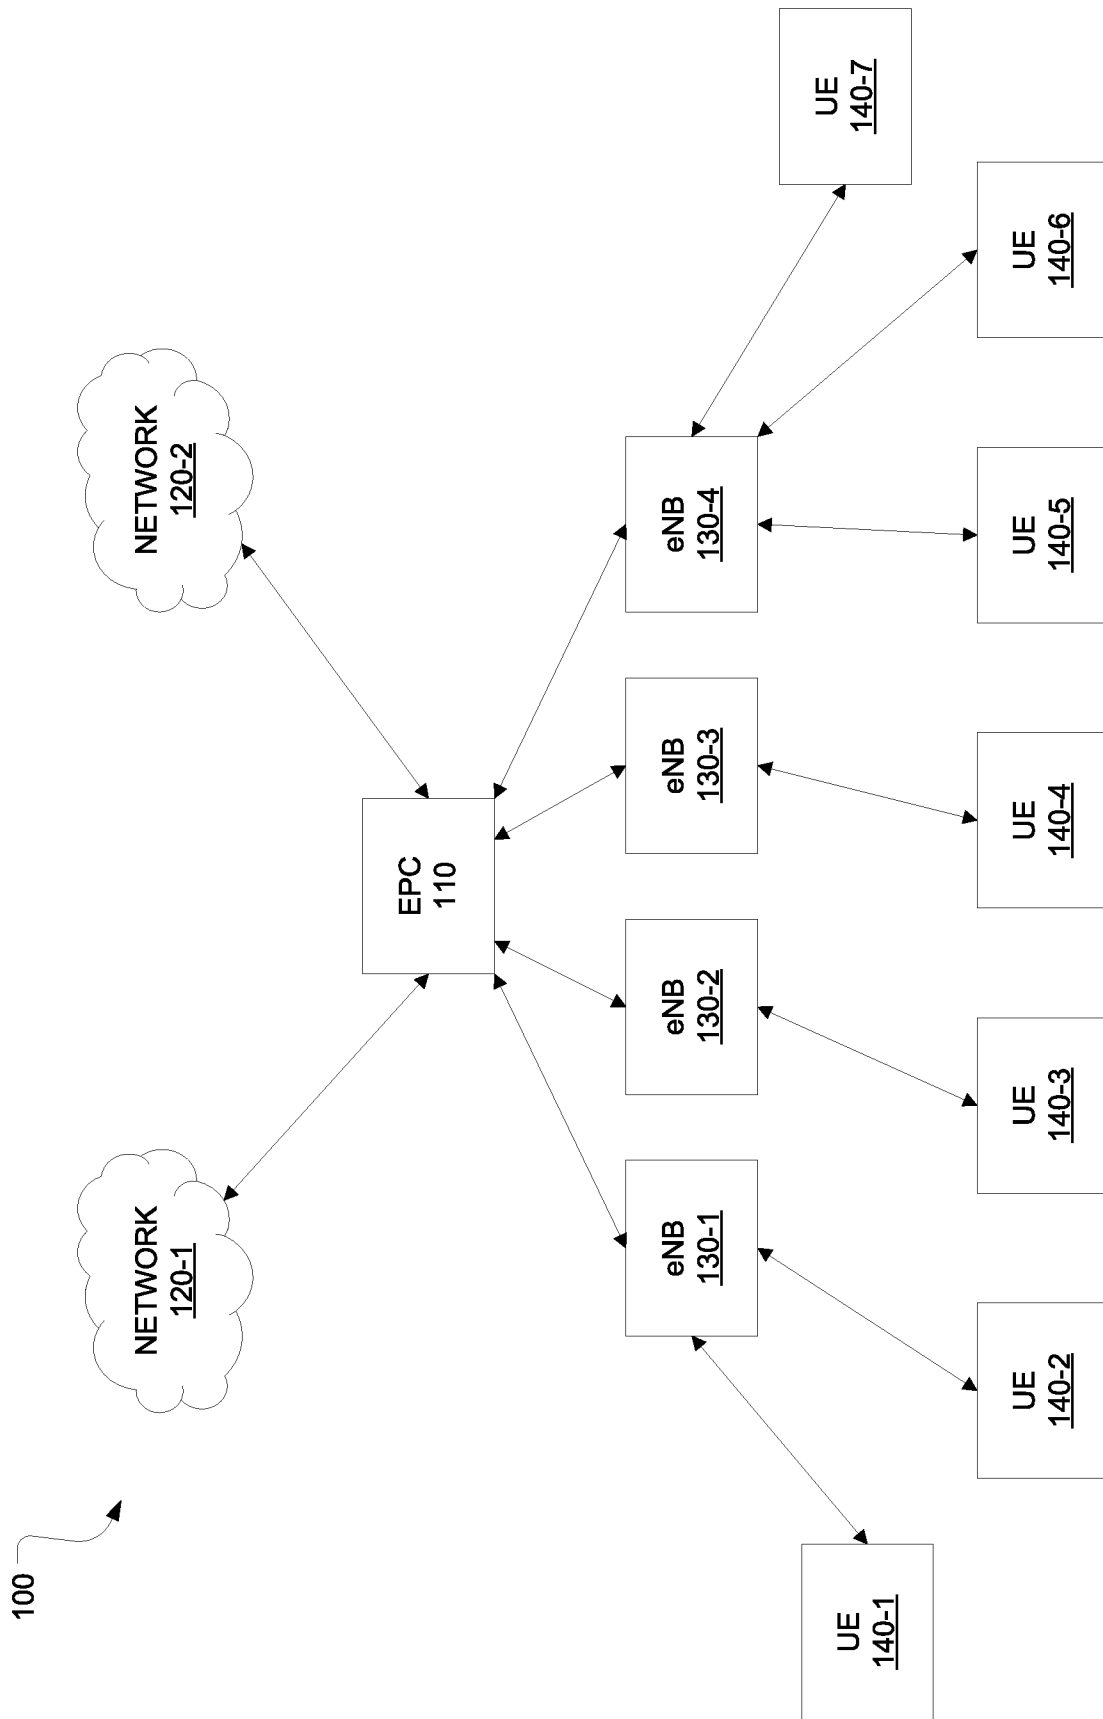 100
NETWORK
120-1
NETWORK
120-2
EPC
110
eNB
130-1
eNB
130-2
eNB
130-3
eNB
130-4
UE
140-1
UE
140-2
UE
140-3
UE
140-4
UE
140-5
UE
140-6
UE
140-7